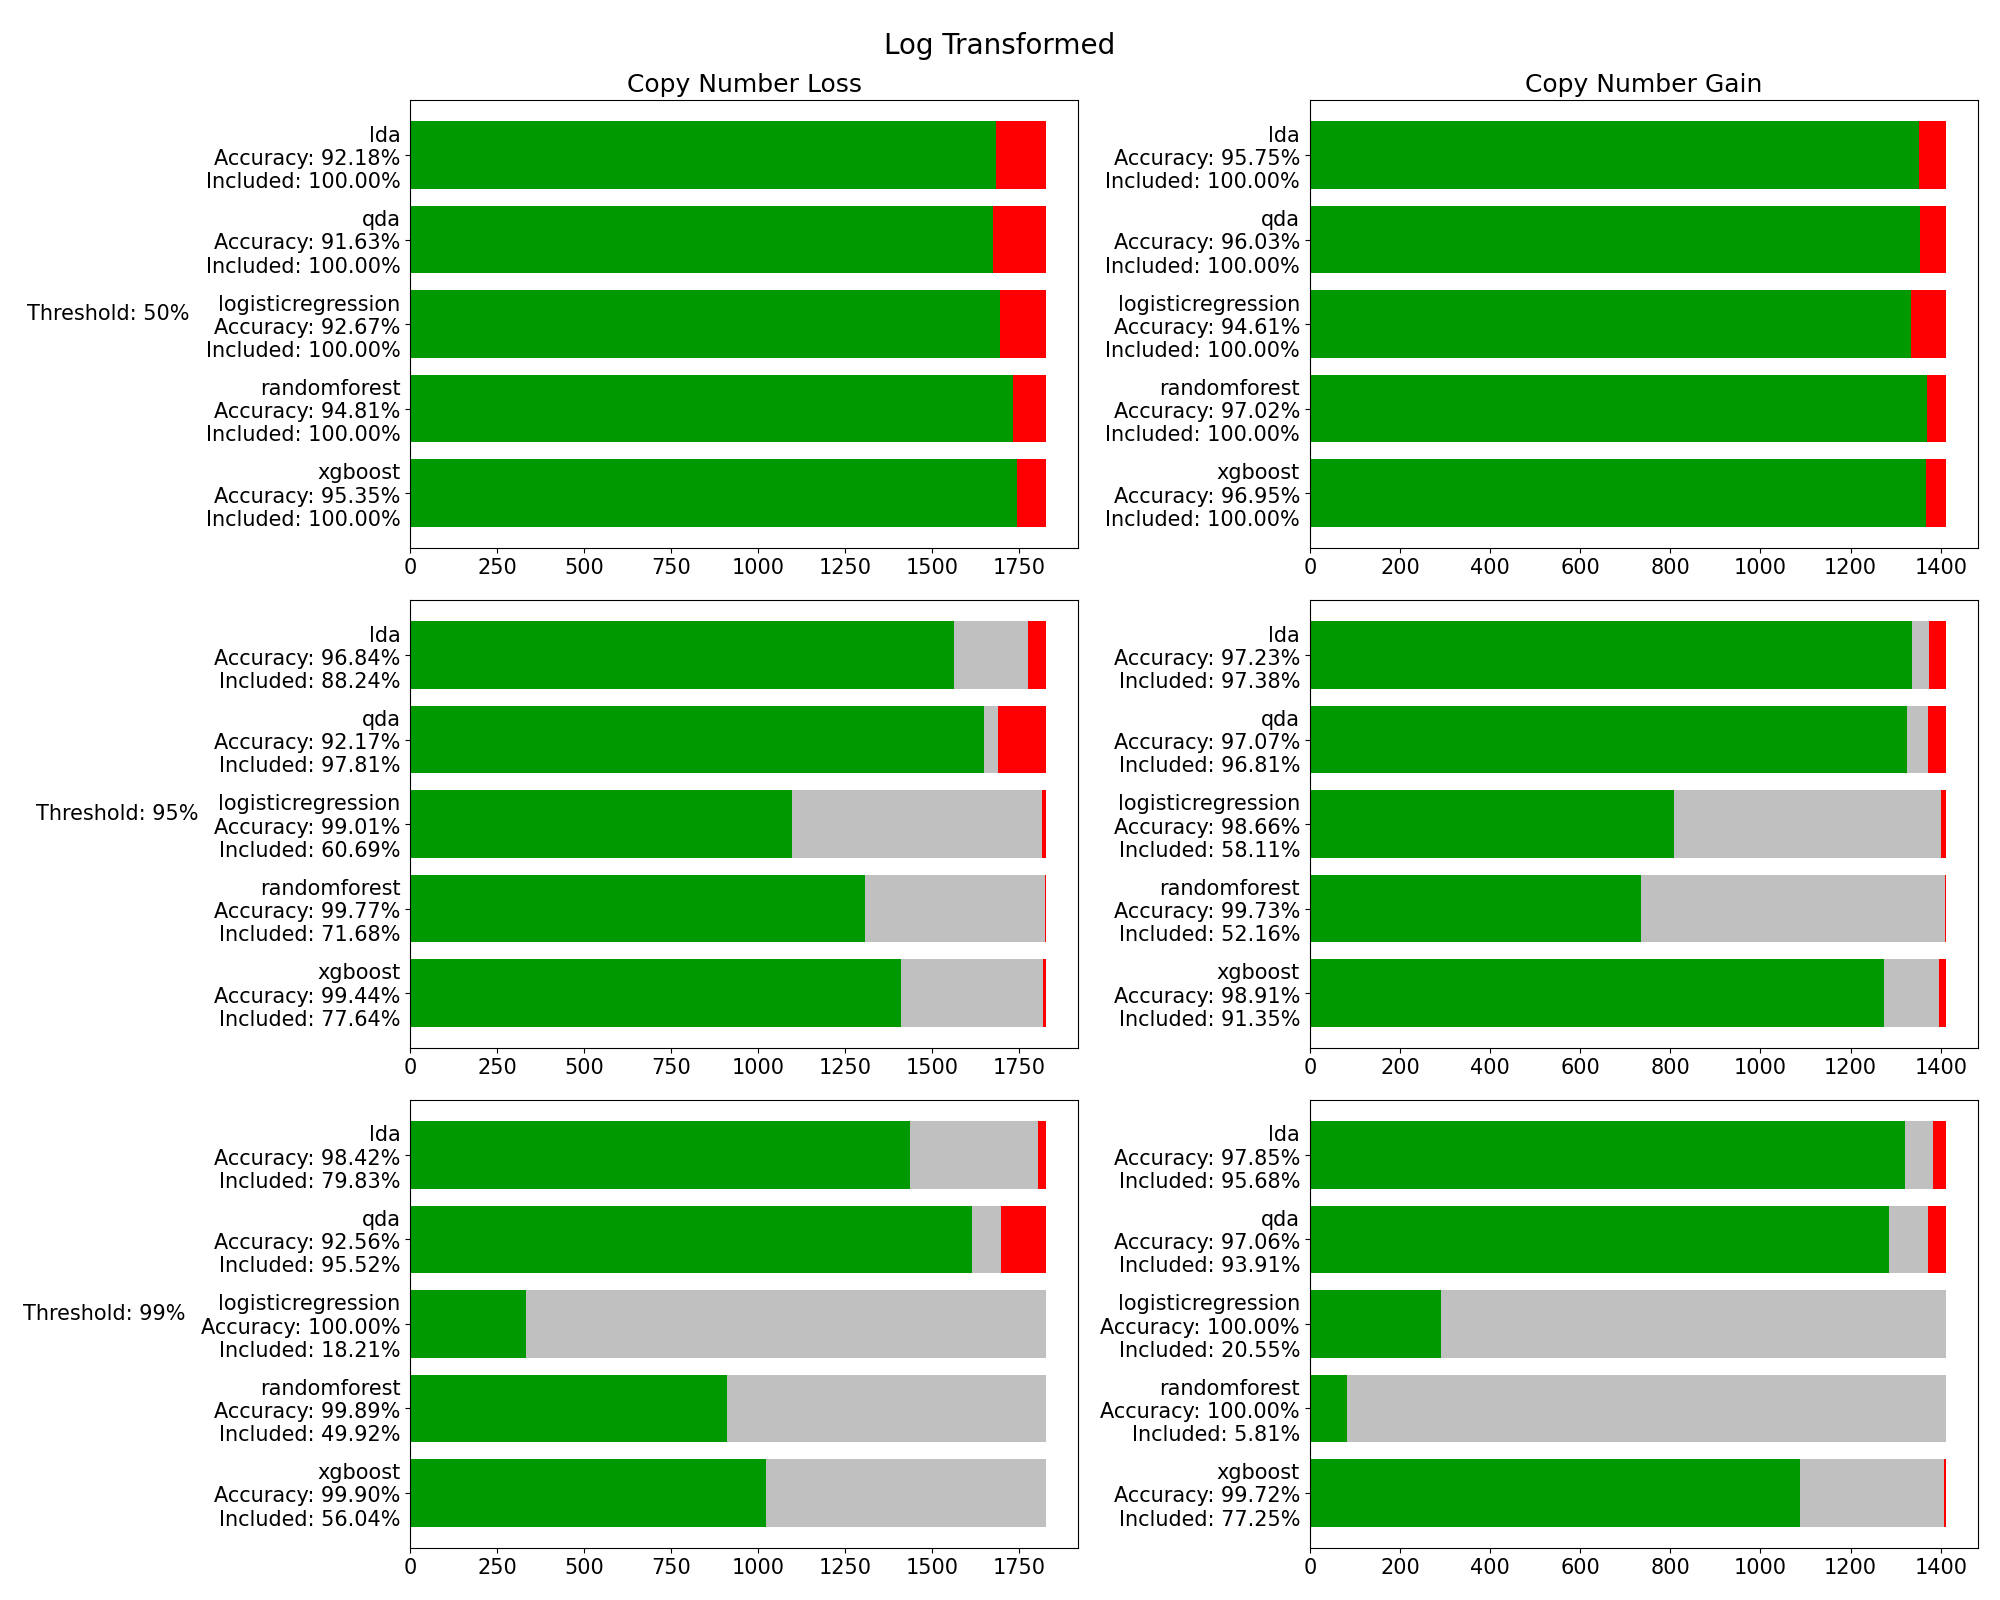 Log Transformed
Copy Number Loss
Copy Number Gain
Threshold: 50%
lda
Accuracy: 92.18%
Included: 100.00%
qda
Accuracy: 91.63%
Included: 100.00%
logisticregression
Accuracy: 92.67%
Included: 100.00%
randomforest
Accuracy: 94.81%
Included: 100.00%
xgboost
Accuracy: 95.35%
Included: 100.00%
0 250 500 750 1000 1250 1500 1750
lda
Accuracy: 95.75%
Included: 100.00%
qda
Accuracy: 96.03%
Included: 100.00%
logisticregression
Accuracy: 94.61%
Included: 100.00%
randomforest
Accuracy: 97.02%
Included: 100.00%
xgboost
Accuracy: 96.95%
Included: 100.00%
0 200 400 600 800 1000 1200 1400
Threshold: 95%
lda
Accuracy: 96.84%
Included: 88.24%
qda
Accuracy: 92.17%
Included: 97.81%
logisticregression
Accuracy: 99.01%
Included: 60.69%
randomforest
Accuracy: 99.77%
Included: 71.68%
xgboost
Accuracy: 99.44%
Included: 77.64%
0 250 500 750 1000 1250 1500 1750
lda
Accuracy: 97.23%
Included: 97.38%
qda
Accuracy: 97.07%
Included: 96.81%
logisticregression
Accuracy: 98.66%
Included: 58.11%
randomforest
Accuracy: 99.73%
Included: 52.16%
xgboost
Accuracy: 98.91%
Included: 91.35%
0 200 400 600 800 1000 1200 1400
Threshold: 99%
lda
Accuracy: 98.42%
Included: 79.83%
qda
Accuracy: 92.56%
Included: 95.52%
logisticregression
Accuracy: 100.00%
Included: 18.21%
randomforest
Accuracy: 99.89%
Included: 49.92%
xgboost
Accuracy: 99.90%
Included: 56.04%
0 250 500 750 1000 1250 1500 1750
lda
Accuracy: 97.85%
Included: 95.68%
qda
Accuracy: 97.06%
Included: 93.91%
logisticregression
Accuracy: 100.00%
Included: 20.55%
randomforest
Accuracy: 100.00%
Included: 5.81%
xgboost
Accuracy: 99.72%
Included: 77.25%
0 200 400 600 800 1000 1200 1400